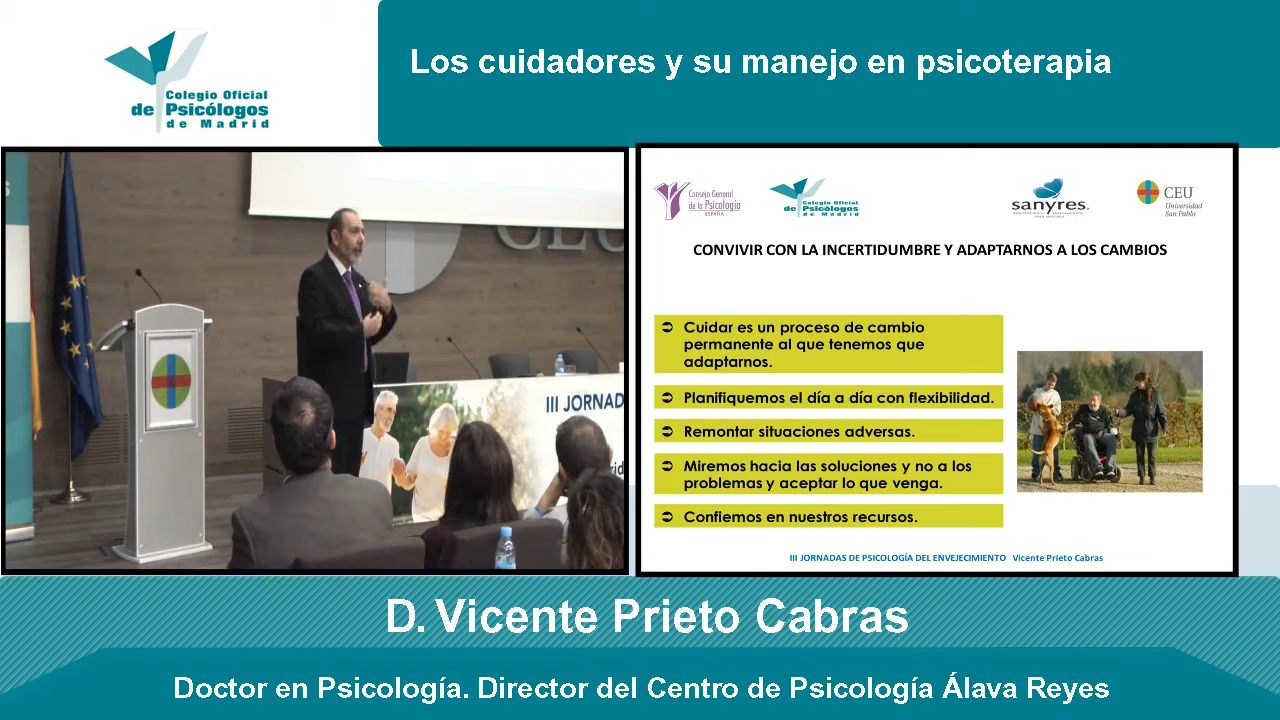 Colegio Oficial
de Psicólogos
de Madrid
Los cuidadores y su manejo en psicoterapia
CEU
III JORNAD
Consejo General
de la Psicología
ESPAÑA
Colegio Oficial
de Psicólogos
de Madrid
sanyres
CEU
Universidad
San Pablo
CONVIVIR CON LA INCERTIDUMBRE Y ADAPTARNOS A LOS CAMBIOS
Cuidar es un proceso de cambio
permanente al que tenemos que
adaptarnos.
Planifiquemos el día a día con flexibilidad.
Remontar situaciones adversas.
Miremos hacia las soluciones y no a los
problemas y aceptar lo que venga.
Confiemos en nuestros recursos.
III JORNADAS DE PSICOLOGÍA DEL ENVEJECIMIENTO Vicente Prieto Cabras
D. Vicente Prieto Cabras
Doctor en Psicología. Director del Centro de Psicología Álava Reyes